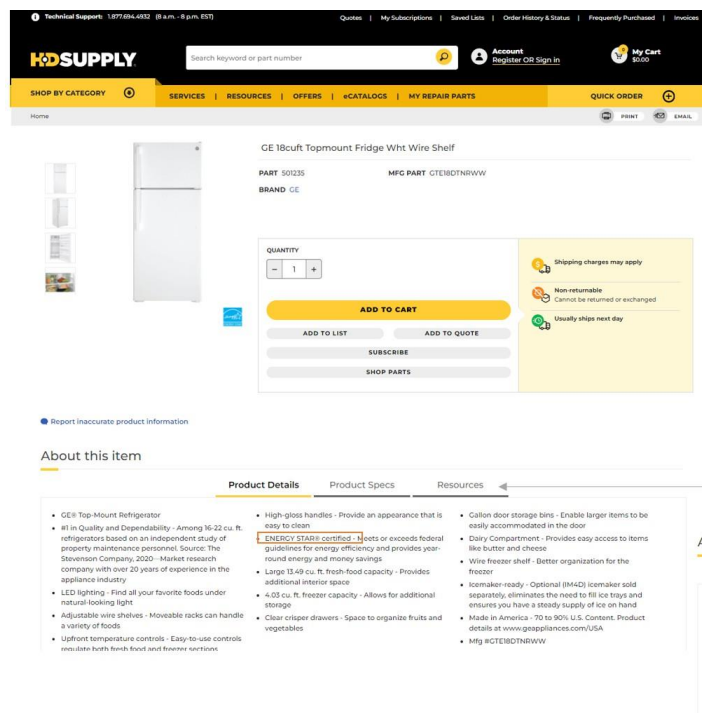 Technical Support: 1.877.694.4932 (8 a.m. - 8 p.m. EST)
Quotes | My Subscriptions | Saved Lists | Order History & Status | Frequently Purchased | Invoices
HDSUPPLY.
Search keyword or part number
Account
Register OR Sign in
My Cart
$0.00
SHOP BY CATEGORY
SERVICES | RESOURCES | OFFERS | eCATALOGS | MY REPAIR PARTS
QUICK ORDER
Home
PRINT
EMAIL
GE 18cuft Topmount Fridge Wht Wire Shelf
PART 501235
MFG PART GTE18DTNRWW
BRAND GE
QUANTITY
- 1 +
ADD TO CART
ADD TO LIST
ADD TO QUOTE
SUBSCRIBE
SHOP PARTS
Shipping charges may apply
Non-returnable
Cannot be returned or exchanged
Usually ships next day
Report inaccurate product information
About this item
Product Details
Product Specs
Resources
• GE® Top-Mount Refrigerator
• #1 in Quality and Dependability - Among 16-22 cu. ft.
refrigerators based on an independent study of
property maintenance personnel. Source: The
Stevenson Company, 2020--Market research
company with over 20 years of experience in the
appliance industry
• LED lighting - Find all your favorite foods under
natural-looking light
• Adjustable wire shelves - Moveable racks can handle
a variety of foods
• Upfront temperature controls - Easy-to-use controls
regulate both fresh food and freezer sections
• High-gloss handles - Provide an appearance that is
easy to clean
• ENERGY STAR® certified - Meets or exceeds federal
guidelines for energy efficiency and provides year-
round energy and money savings
• Large 13.49 cu. ft. fresh-food capacity - Provides
additional interior space
• 4.03 cu. ft. freezer capacity - Allows for additional
storage
• Clear crisper drawers - Space to organize fruits and
vegetables
• Gallon door storage bins - Enable larger items to be
easily accommodated in the door
• Dairy Compartment - Provides easy access to items
like butter and cheese
• Wire freezer shelf - Better organization for the
freezer
• Icemaker-ready - Optional (IM4D) icemaker sold
separately, eliminates the need to fill ice trays and
ensures you have a steady supply of ice on hand
• Made in America - 70 to 90% U.S. Content. Product
details at www.geappliances.com/USA
• Mfg #GTE18DTNRWW